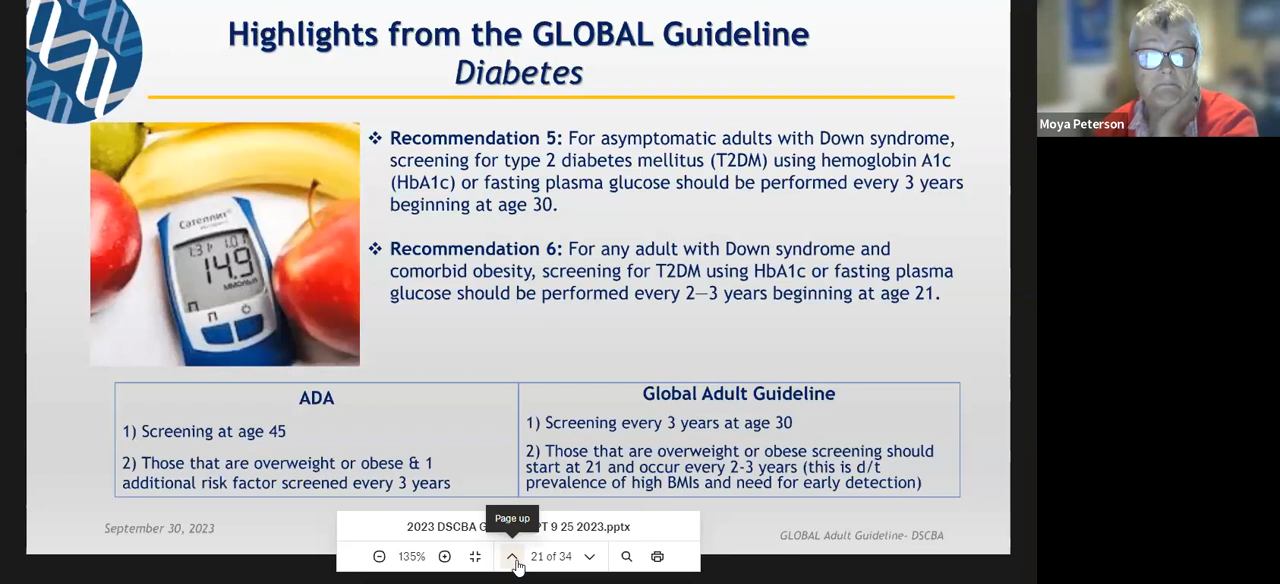 Highlights from the GLOBAL Guideline
Diabetes
Moya Peterson
❖ Recommendation 5: For asymptomatic adults with Down syndrome,
screening for type 2 diabetes mellitus (T2DM) using hemoglobin A1c
(HbA1c) or fasting plasma glucose should be performed every 3 years
beginning at age 30.
❖ Recommendation 6: For any adult with Down syndrome and
comorbid obesity, screening for T2DM using HbA1c or fasting plasma
glucose should be performed every 2—3 years beginning at age 21.
Сателлит
14.9
ADA
1) Screening at age 45
2) Those that are overweight or obese & 1
additional risk factor screened every 3 years
Global Adult Guideline
1) Screening every 3 years at age 30
2) Those that are overweight or obese screening should
start at 21 and occur every 2-3 years (this is d/t
prevalence of high BMIs and need for early detection)
September 30, 2023
Page up
2023 DSCBA G PT 9 25 2023.pptx
135%
21 of 34
GLOBAL Adult Guideline- DSCBA